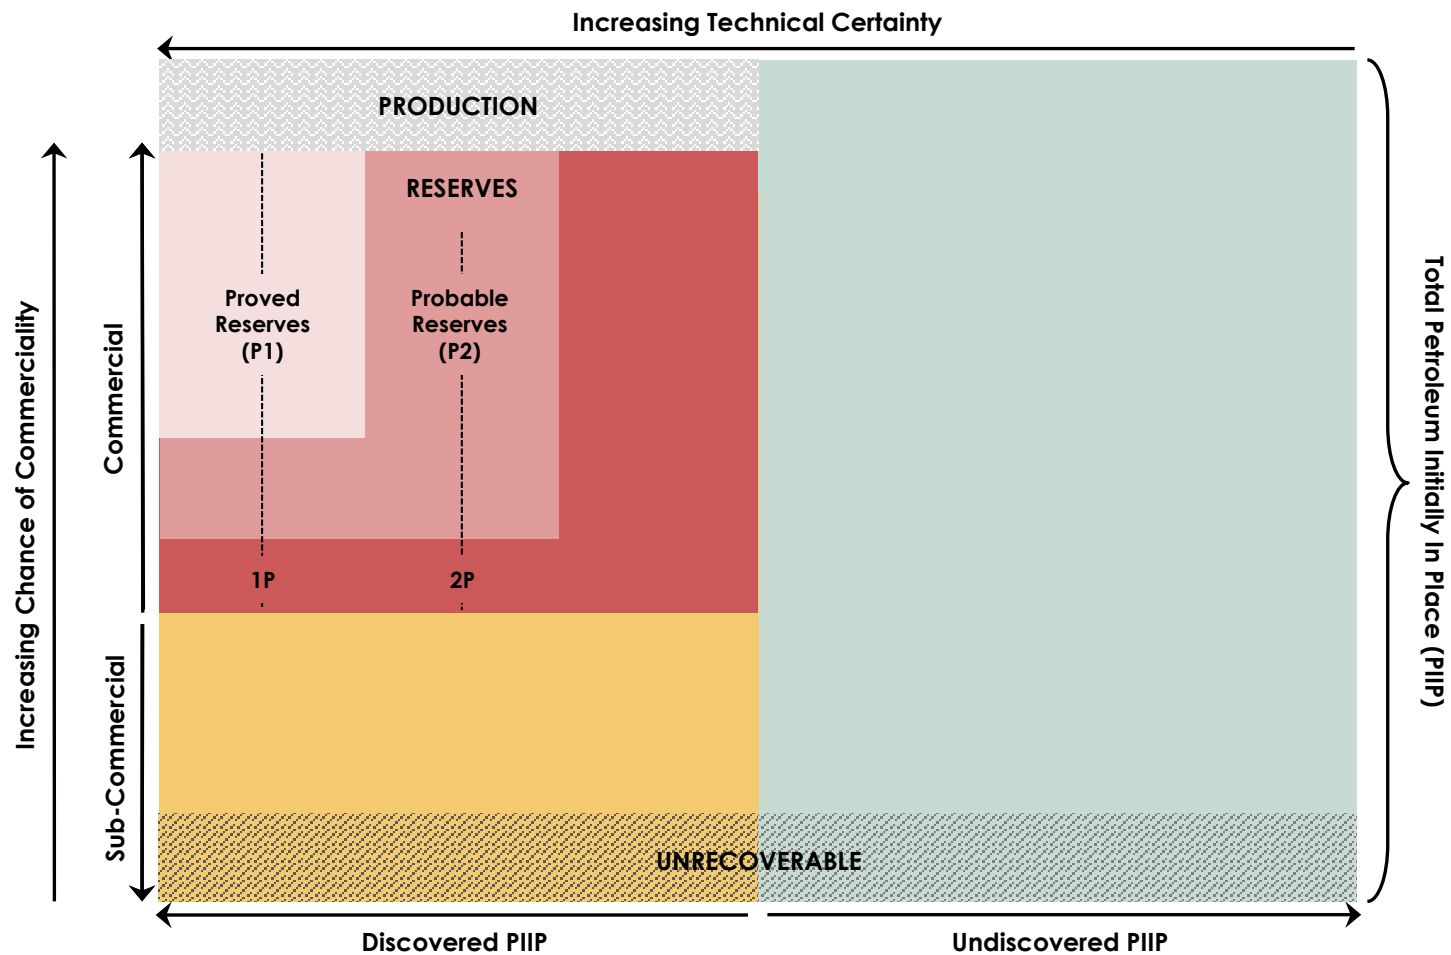 Increasing Technical Certainty
PRODUCTION
RESERVES
Proved
Reserves
(P1)
Probable
Reserves
(P2)
1P
2P
UNRECOVERABLE
Increasing Chance of Commerciality
Commercial
Sub-Commercial
Total Petroleum Initially In Place (PIIP)
Discovered PIIP
Undiscovered PIIP